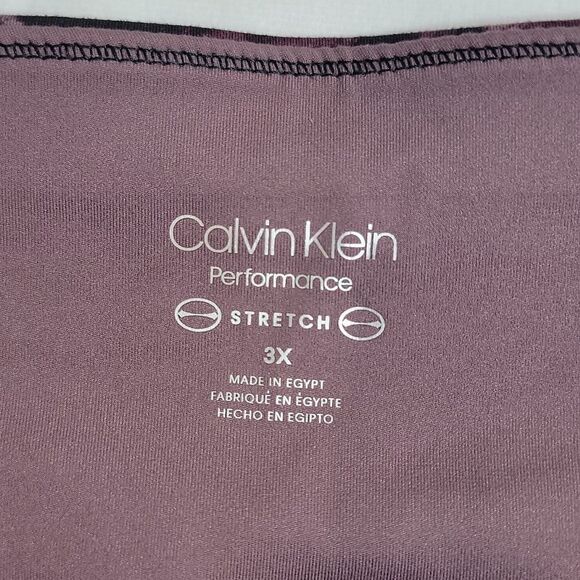 Calvin Klein
Performance
STRETCH
3X
MADE IN EGYPT
FABRIQUÉ EN ÉGYPTE
HECHO EN EGIPTO